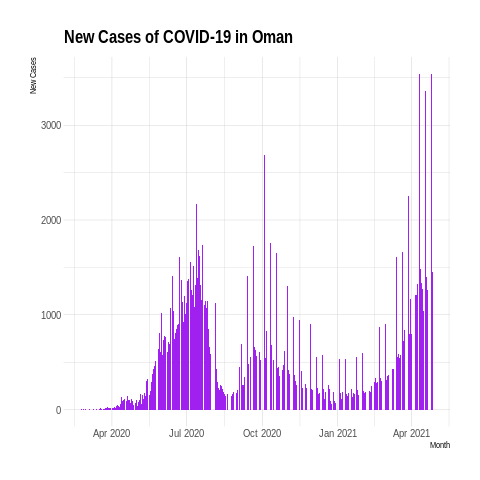 New Cases of COVID-19 in Oman
New Cases
3000
2000
1000
0
Apr 2020 Jul 2020 Oct 2020 Jan 2021 Apr 2021
Month